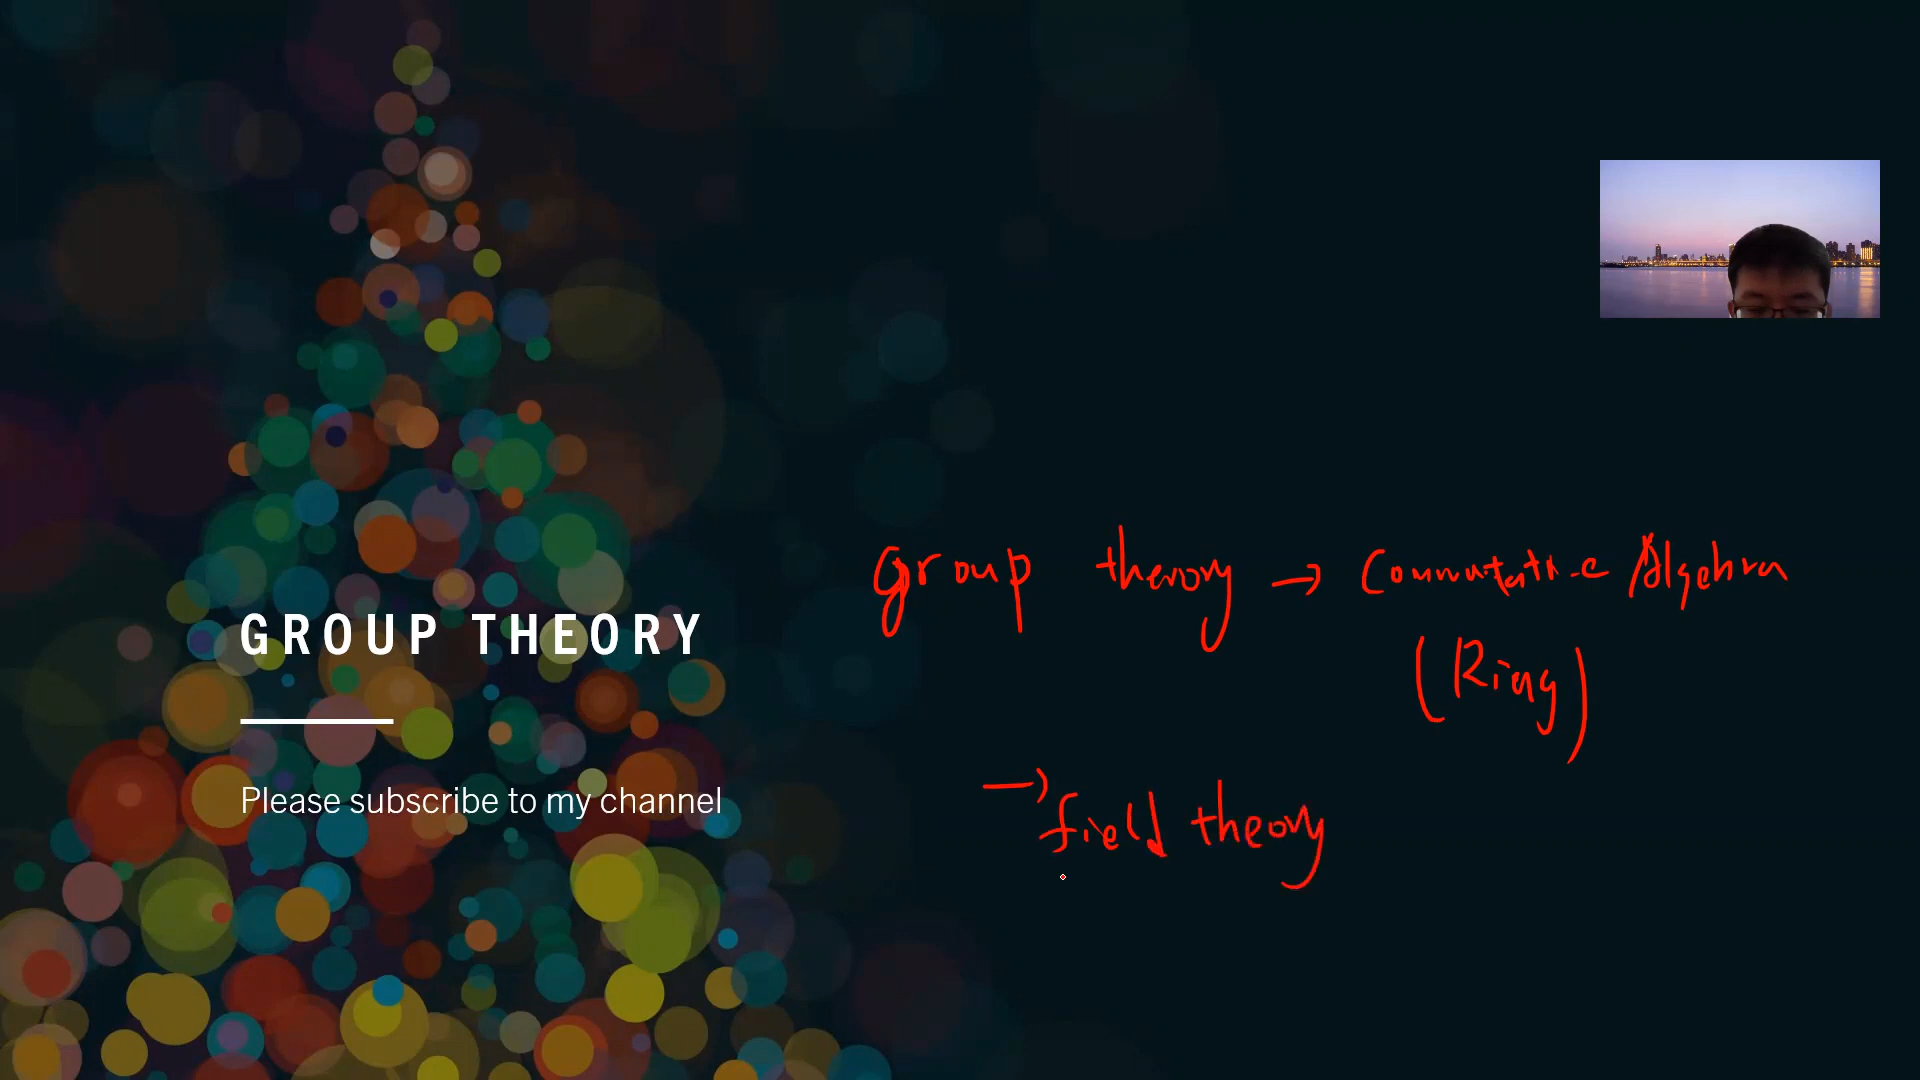 GROUP THEORY
Please subscribe to my channel
Group theory → Commutative Algebra
(Ring)
→ field theory